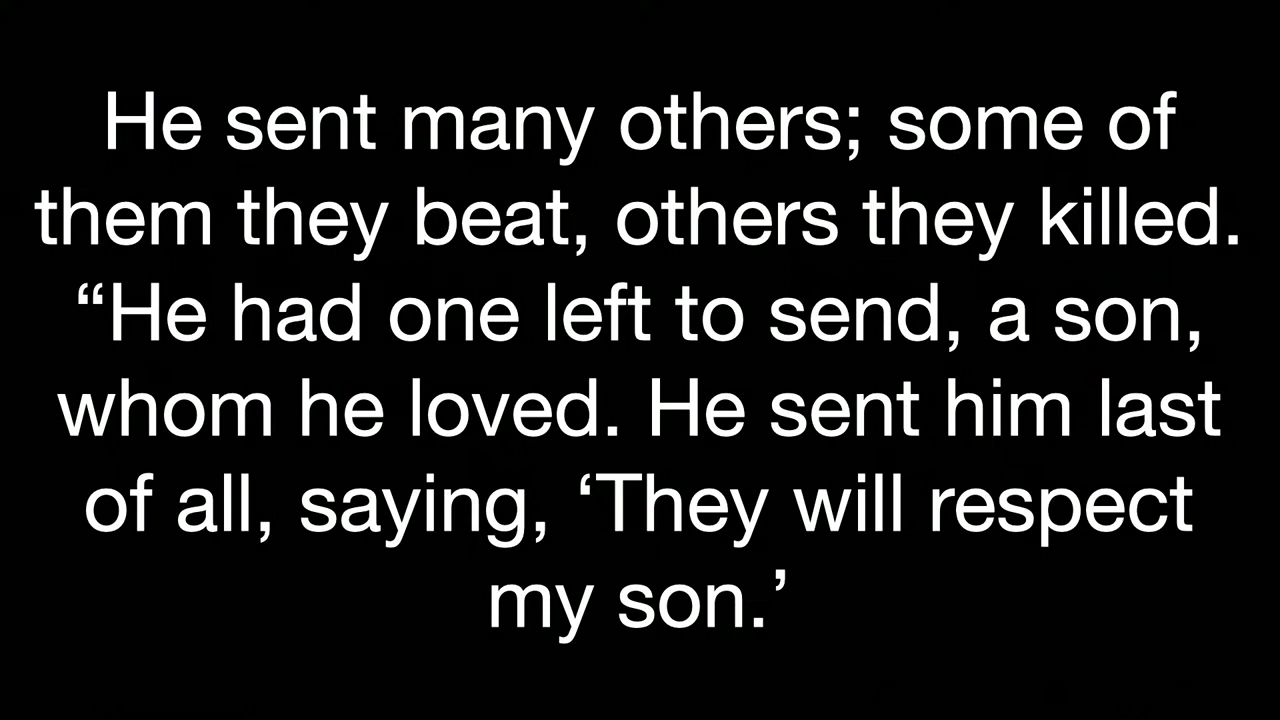 He sent many others; some of
them they beat, others they killed.
“He had one left to send, a son,
whom he loved. He sent him last
of all, saying, ‘They will respect
my son.’